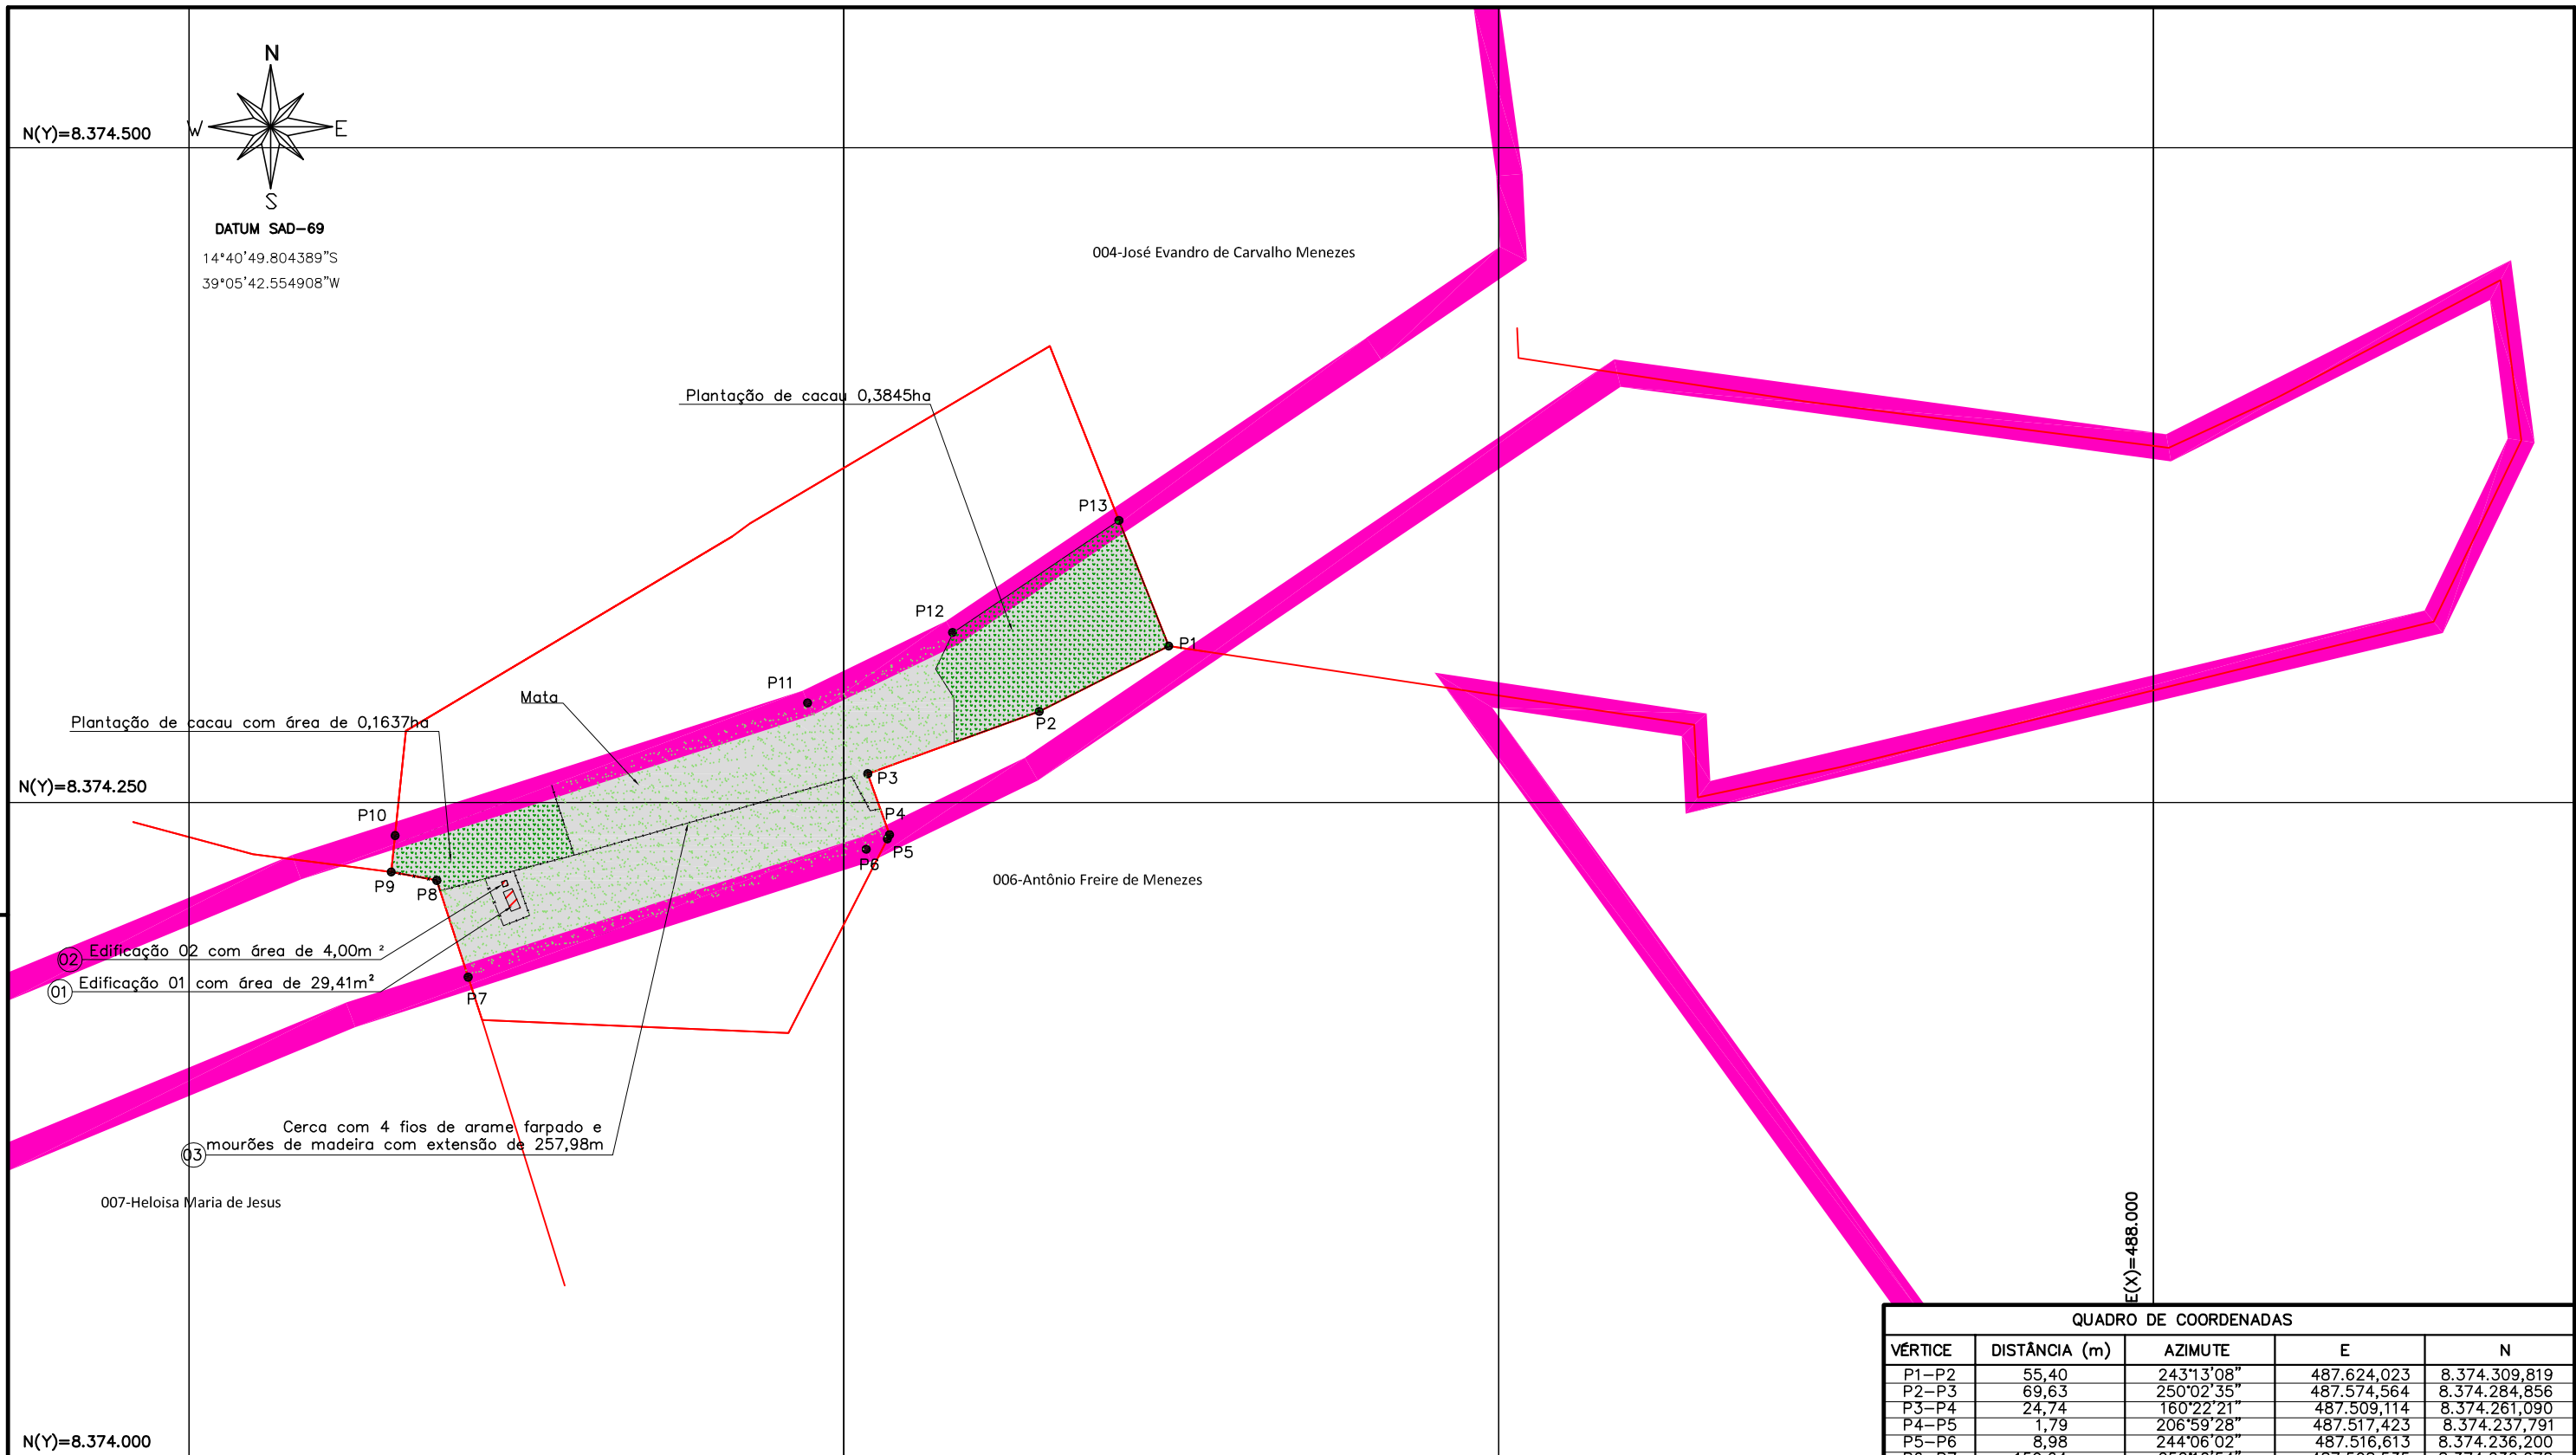 N
W
E
S
N(Y)=8.374.500
DATUM SAD-69
14°40'49.804389"S
39°05'42.554908"W
004-José Evandro de Carvalho Menezes
Plantação de cacau 0,3845ha
P13
P12
P1
P11
Mata
P2
Plantação de cacau com área de 0,1637ha
P3
N(Y)=8.374.250
P10
P4
P5
P6
P9
P8
006-Antônio Freire de Menezes
02 Edificação 02 com área de 4,00m²
01 Edificação 01 com área de 29,41m²
P7
Cerca com 4 fios de arame farpado e
03 mourões de madeira com extensão de 257,98m
007-Heloisa Maria de Jesus
E(X)=488.000
QUADRO DE COORDENADAS
VÉRTICE DISTÂNCIA (m) AZIMUTE E N
P1-P2 55,40 243°13'08" 487.624,023 8.374.309,819
P2-P3 69,63 250°02'35" 487.574,564 8.374.284,856
P3-P4 24,74 160°22'21" 487.509,114 8.374.261,090
P4-P5 1,79 206°59'28" 487.517,423 8.374.237,791
P5-P6 8,98 244°06'02" 487.516,613 8.374.236,200
N(Y)=8.374.000